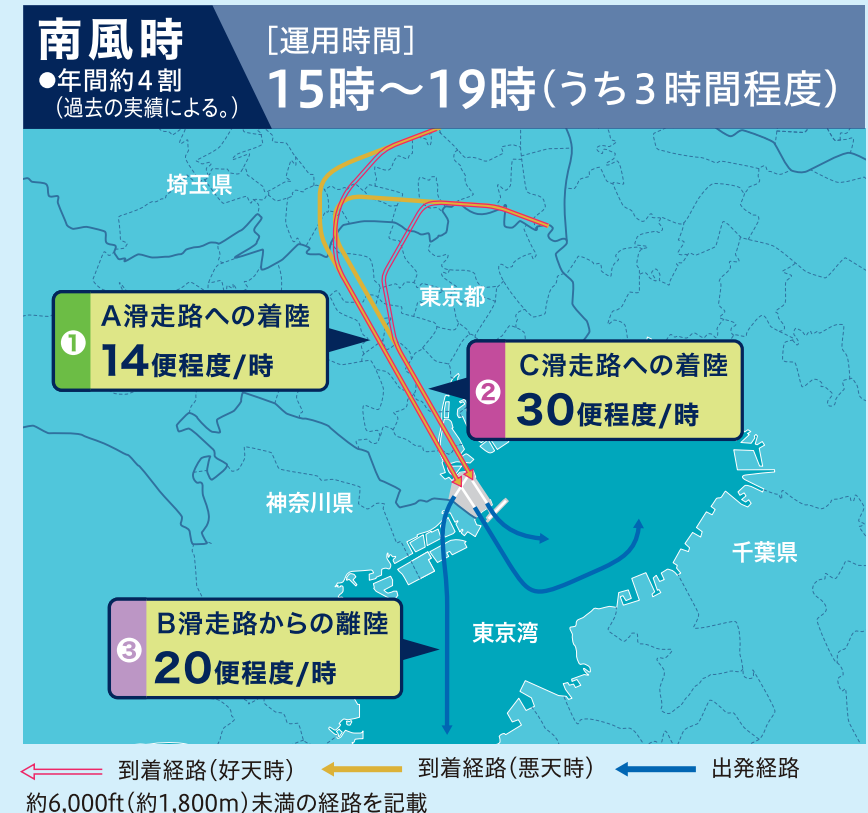 南風時
●年間約4割
(過去の実績による。)
[運用時間]
15時～19時(うち3時間程度)
埼玉県
東京都
❶
A滑走路への着陸
14便程度/時
❷
C滑走路への着陸
30便程度/時
神奈川県
千葉県
❸
B滑走路からの離陸
20便程度/時
東京湾
到着経路(好天時)
到着経路(悪天時)
出発経路
約6,000ft(約1,800m)未満の経路を記載